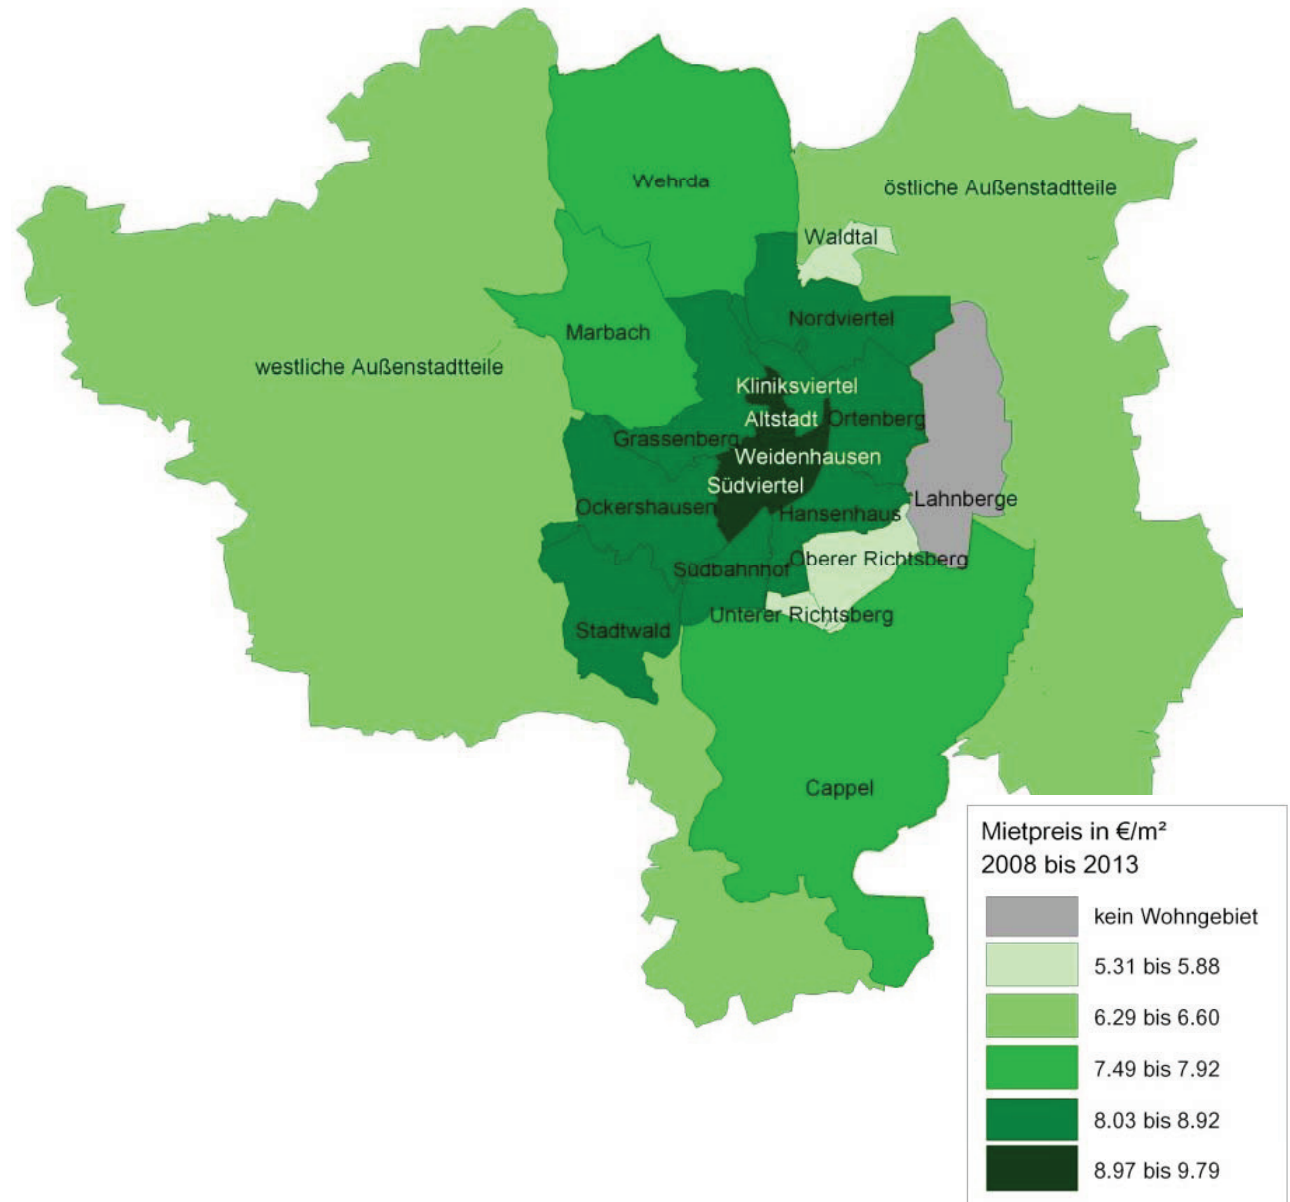 Wehrda
östliche Außenstadtteile
Waldtal
Nordviertel
Marbach
westliche Außenstadtteile
Kliniksviertel
Altstadt
Ortenberg
Grassenberg
Weidenhausen
Südviertel
Lahnberge
Ockershausen
Hansenhaus
Oberer Richtsberg
Südbahnhof
Unterer Richtsberg
Stadtwald
Cappel
Mietpreis in €/m²
2008 bis 2013
kein Wohngebiet
5.31 bis 5.88
6.29 bis 6.60
7.49 bis 7.92
8.03 bis 8.92
8.97 bis 9.79